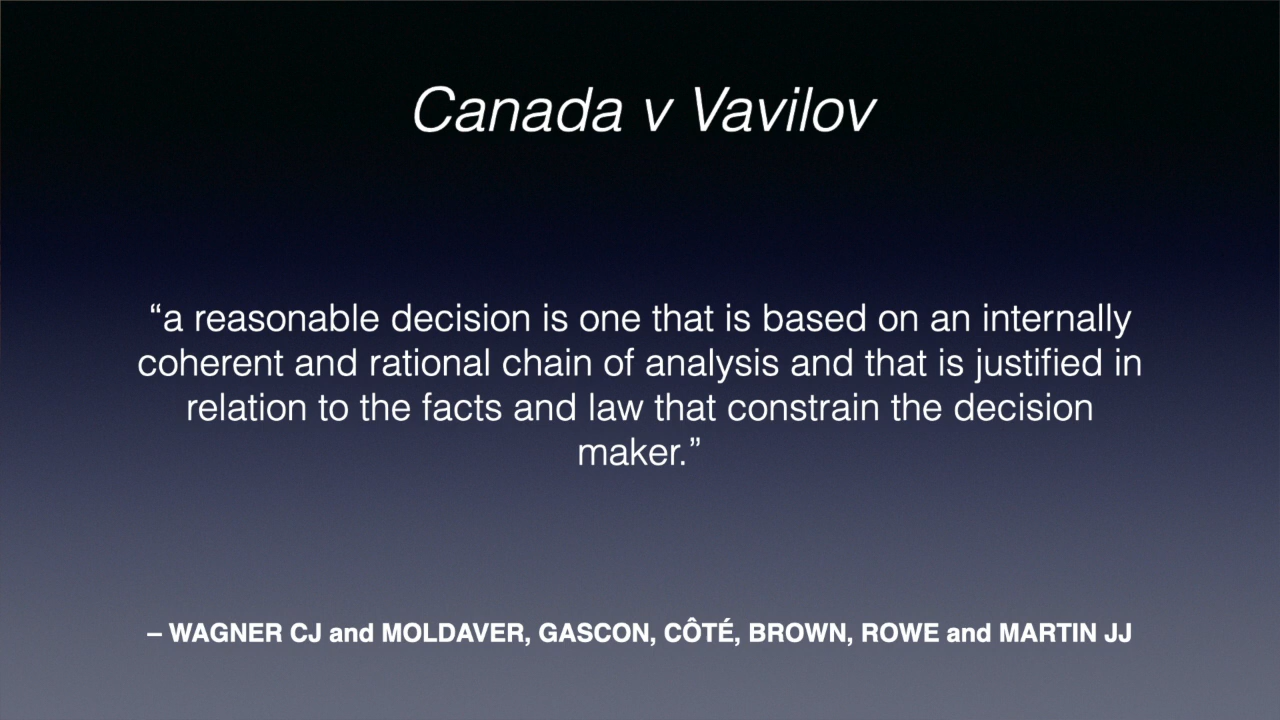 Canada v Vavilov
“a reasonable decision is one that is based on an internally
coherent and rational chain of analysis and that is justified in
relation to the facts and law that constrain the decision
maker.”
– WAGNER CJ and MOLDAVER, GASCON, CÔTÉ, BROWN, ROWE and MARTIN JJ